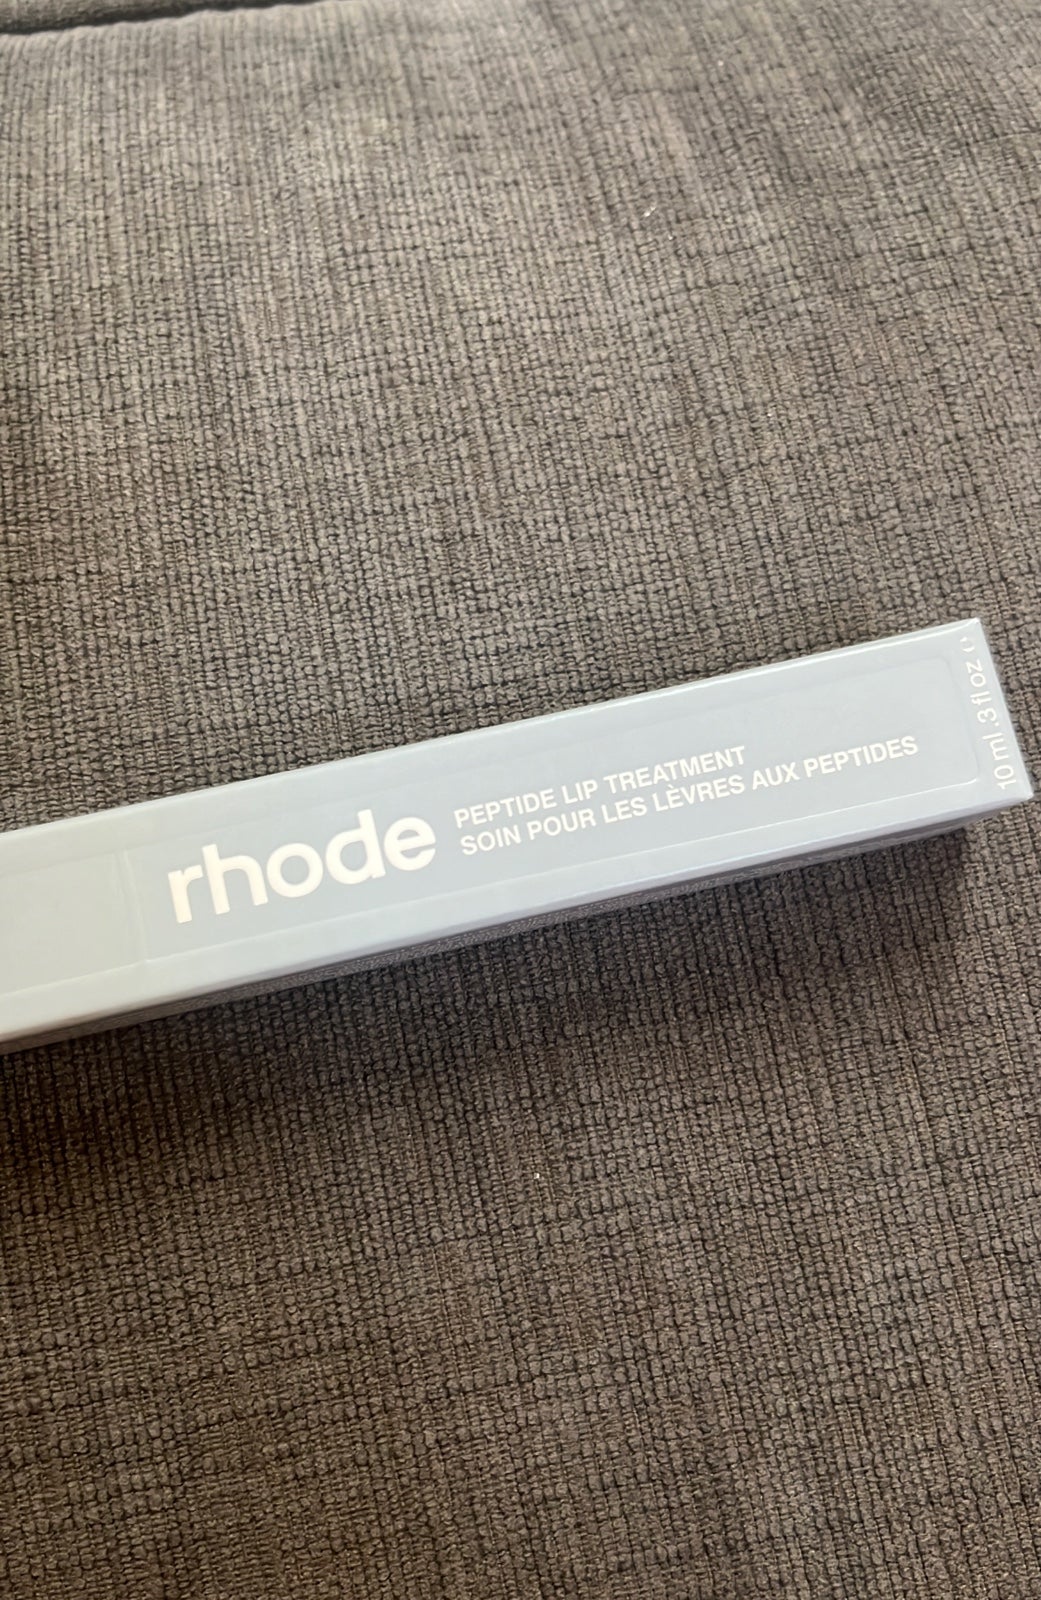 rhode
PEPTIDE LIP TREATMENT
SOIN POUR LES LÈVRES AUX PEPTIDES
10 ml .3 fl oz